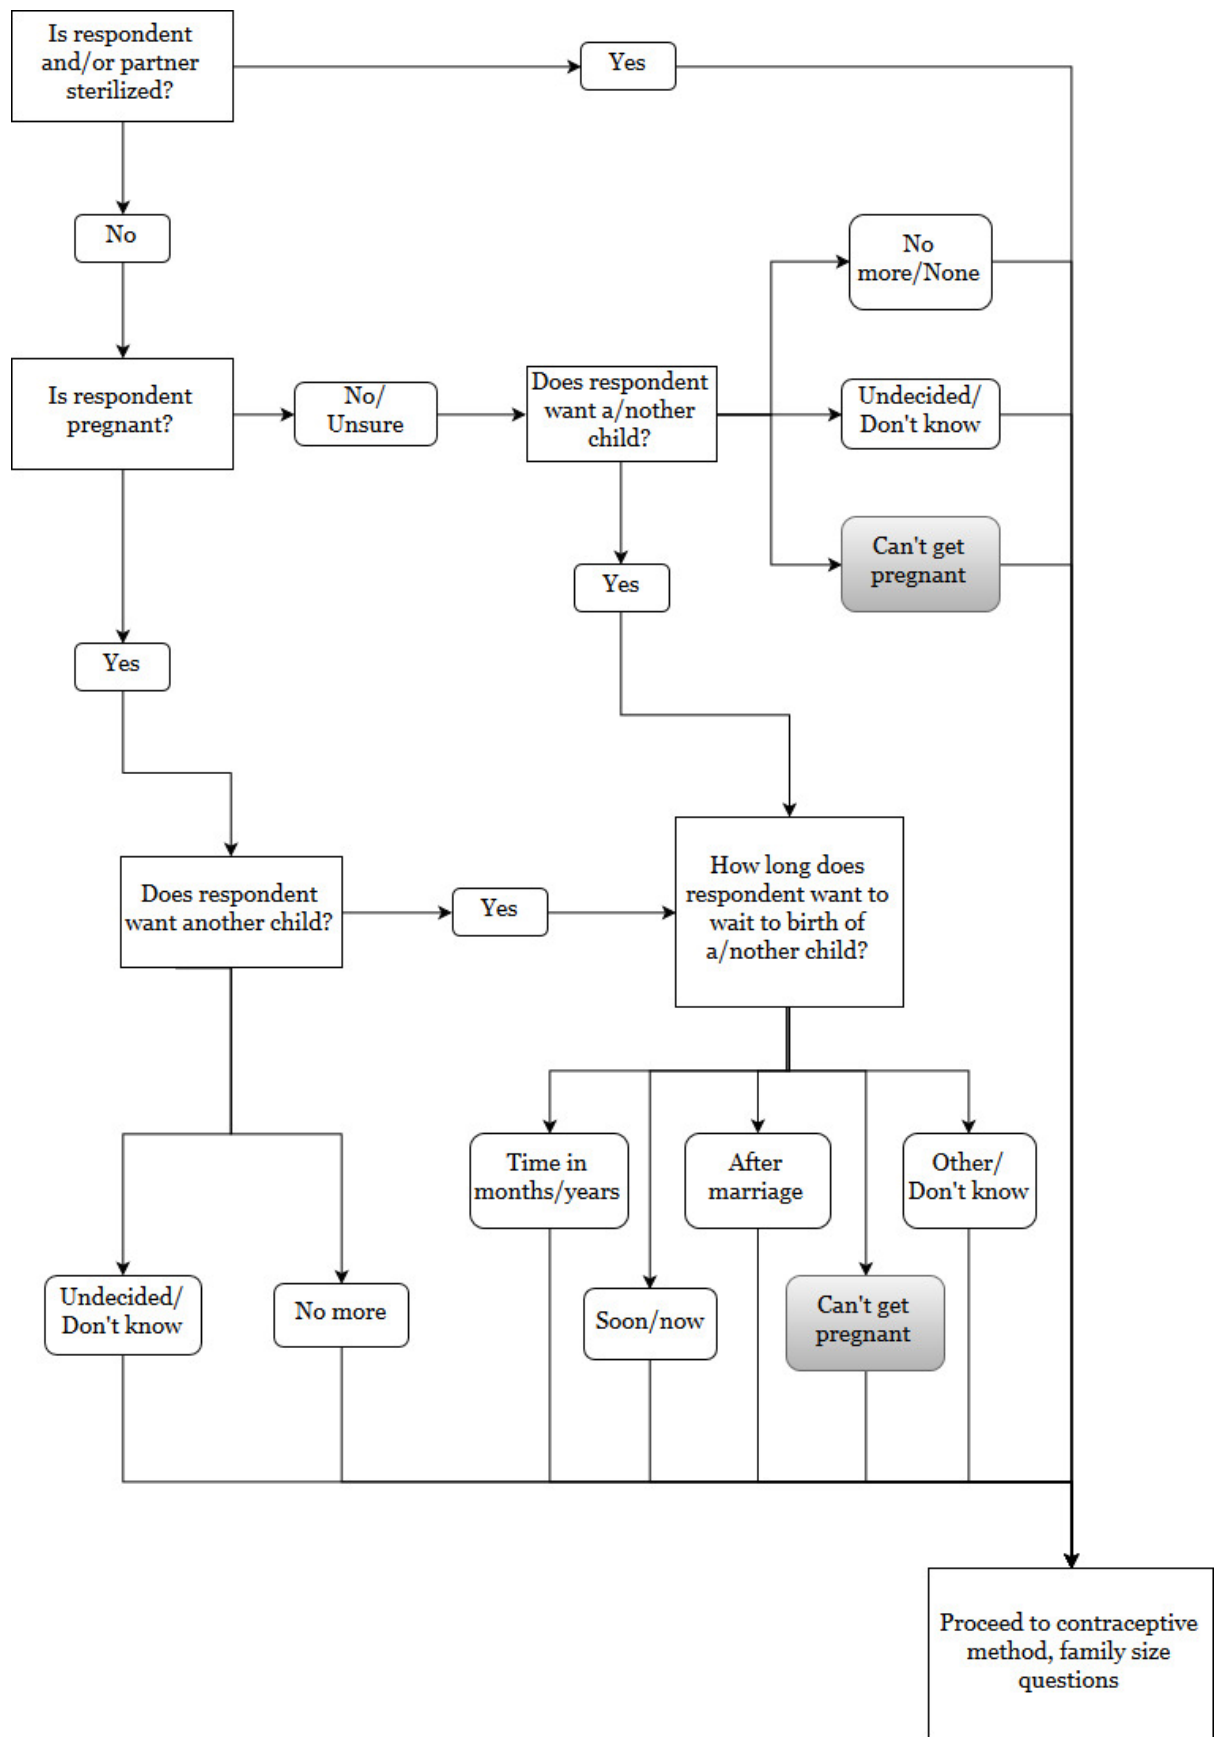 Is respondent
and/or partner
sterilized?
Yes
No
No
more/None
Is respondent
pregnant?
No/
Unsure
Does respondent
want a/nother
child?
Undecided/
Don't know
Can't get
pregnant
Yes
Yes
Does respondent
want another child?
Yes
How long does
respondent want to
wait to birth of
a/nother child?
Time in
months/years
After
marriage
Other/
Don't know
Undecided/
Don't know
No more
Soon/now
Can't get
pregnant
Proceed to contraceptive
method, family size
questions